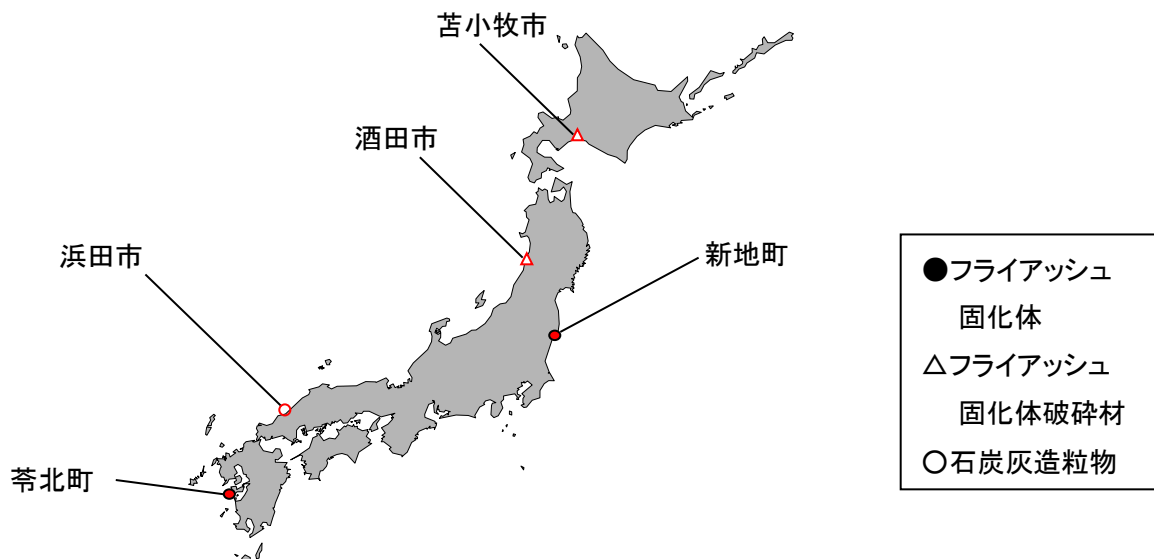 苫小牧市
酒田市
浜田市
新地町
苓北町
●フライアッシュ
固化体
△フライアッシュ
固化体破砕材
○石炭灰造粒物